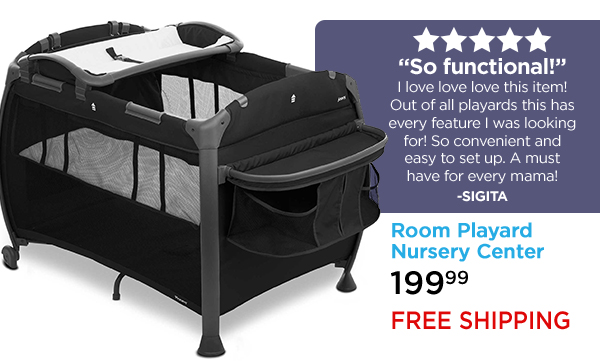 “So functional!”
I love love love this item!
Out of all playards this has
every feature I was looking
for! So convenient and
easy to set up. A must
have for every mama!
-SIGITA
Room Playard
Nursery Center
199⁹⁹
FREE SHIPPING